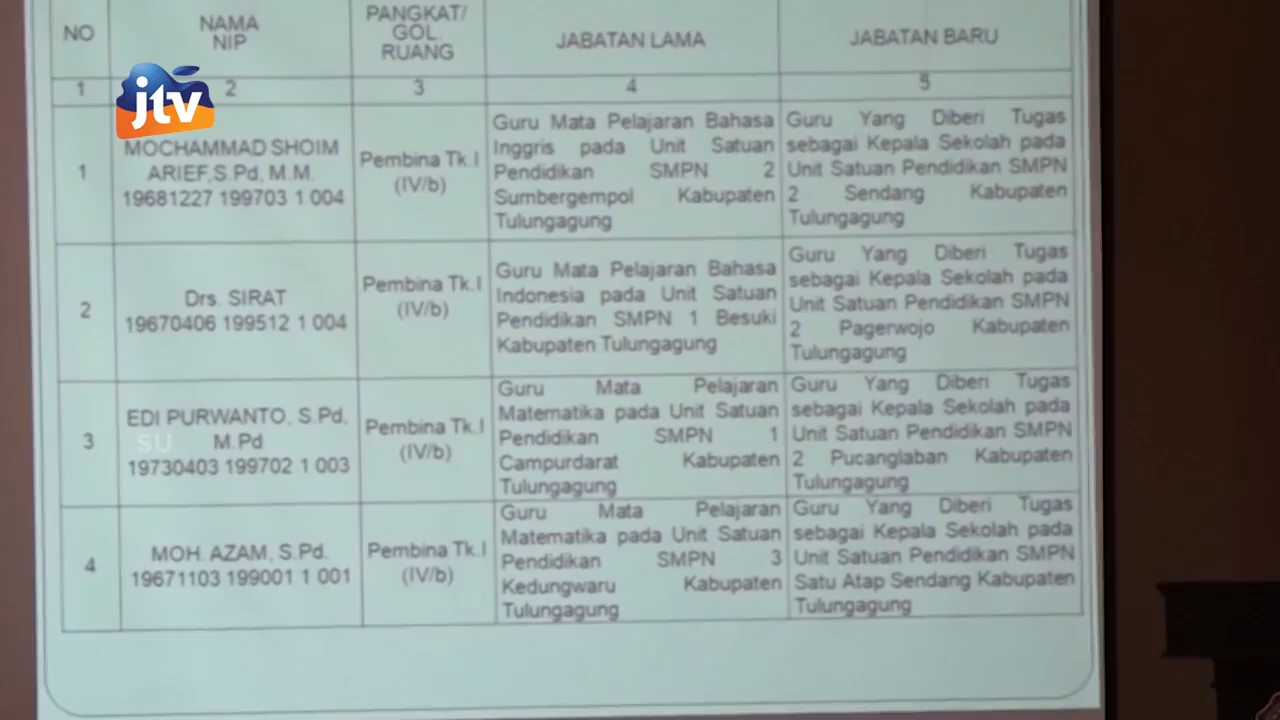 NO
NAMA
NIP
PANGKAT/
GOL.
RUANG
JABATAN LAMA
JABATAN BARU
1
2
3
4
5
jtv
1
MOCHAMMAD SHOIM
ARIEF,S.Pd, M.M.
19681227 199703 1 004
Pembina Tk.I
(IV/b)
Guru Mata Pelajaran Bahasa
Inggris pada Unit Satuan
Pendidikan SMPN 2
Sumbergempol Kabupaten
Tulungagung
Guru Yang Diberi Tugas
sebagai Kepala Sekolah pada
Unit Satuan Pendidikan SMPN
2 Sendang Kabupaten
Tulungagung
2
Drs. SIRAT
19670406 199512 1 004
Pembina Tk.I
(IV/b)
Guru Mata Pelajaran Bahasa
Indonesia pada Unit Satuan
Pendidikan SMPN 1 Besuki
Kabupaten Tulungagung
Guru Yang Diberi Tugas
sebagai Kepala Sekolah pada
Unit Satuan Pendidikan SMPN
2 Pagerwojo Kabupaten
Tulungagung
3
EDI PURWANTO, S.Pd,
M.Pd
19730403 199702 1 003
SU
Pembina Tk.I
(IV/b)
Guru Mata Pelajaran
Matematika pada Unit Satuan
Pendidikan SMPN 1
Campurdarat Kabupaten
Tulungagung
Guru Yang Diberi Tugas
sebagai Kepala Sekolah pada
Unit Satuan Pendidikan SMPN
2 Pucanglaban Kabupaten
Tulungagung
4
MOH. AZAM, S.Pd.
19671103 199001 1 001
Pembina Tk.I
(IV/b)
Guru Mata Pelajaran
Matematika pada Unit Satuan
Pendidikan SMPN 3
Kedungwaru Kabupaten
Tulungagung
Guru Yang Diberi Tugas
sebagai Kepala Sekolah pada
Unit Satuan Pendidikan SMPN
Satu Atap Sendang Kabupaten
Tulungagung